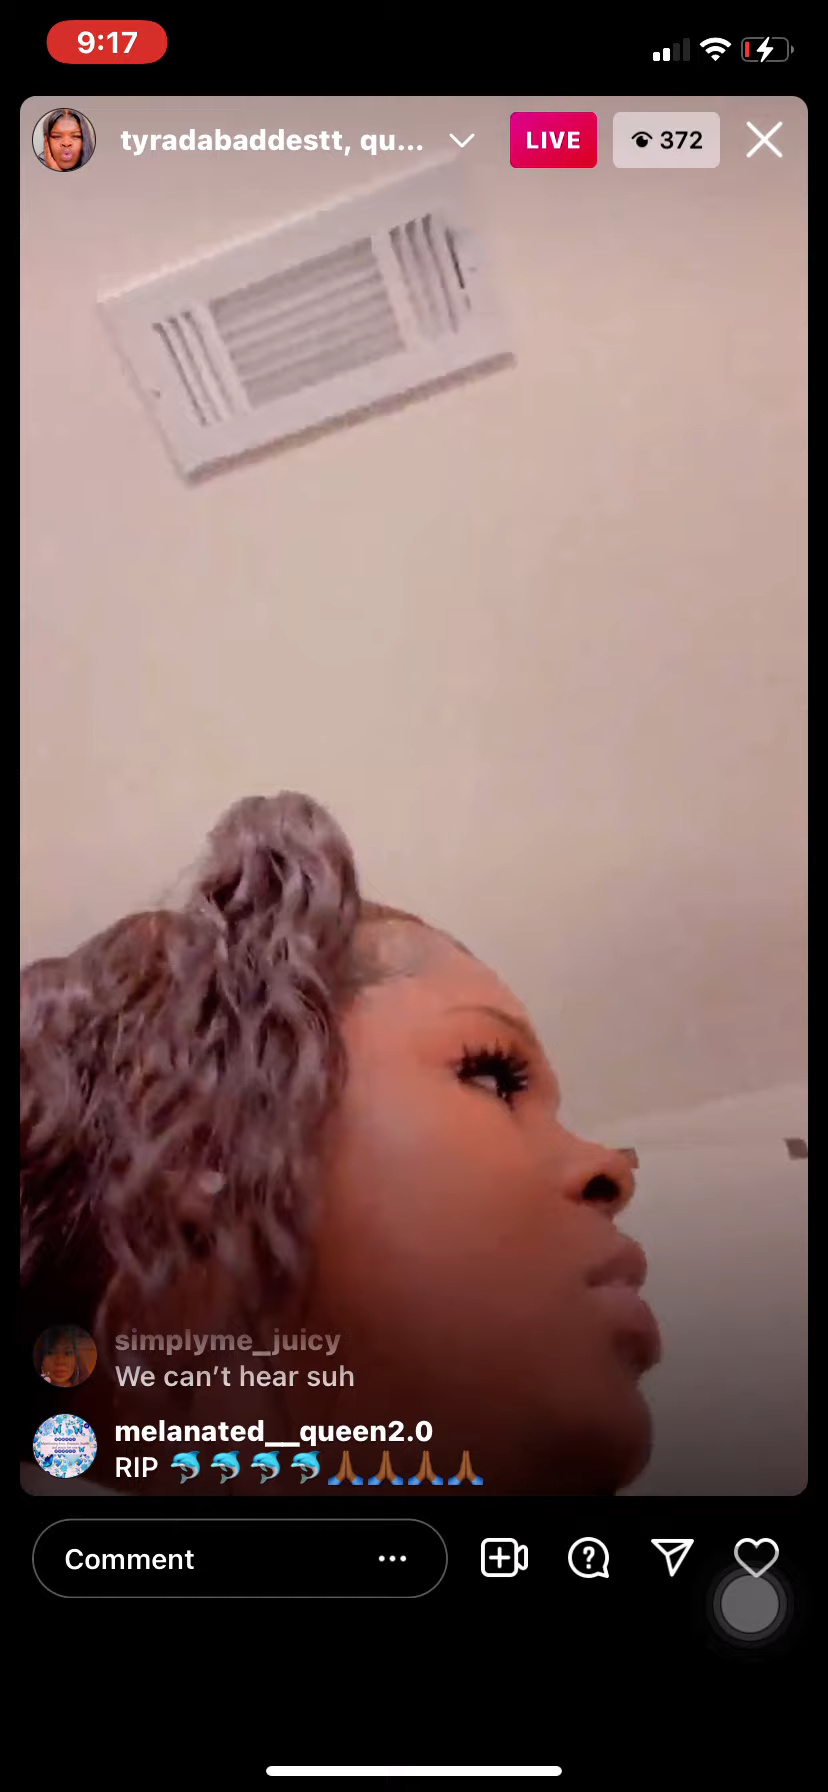 9:17
tyradabaddestt, qu...
LIVE
372
simplyme_juicy
We can't hear suh
melanated__queen2.0
RIP 🐬🐬🐬🐬🙏🏾🙏🏾🙏🏾🙏🏾
Comment